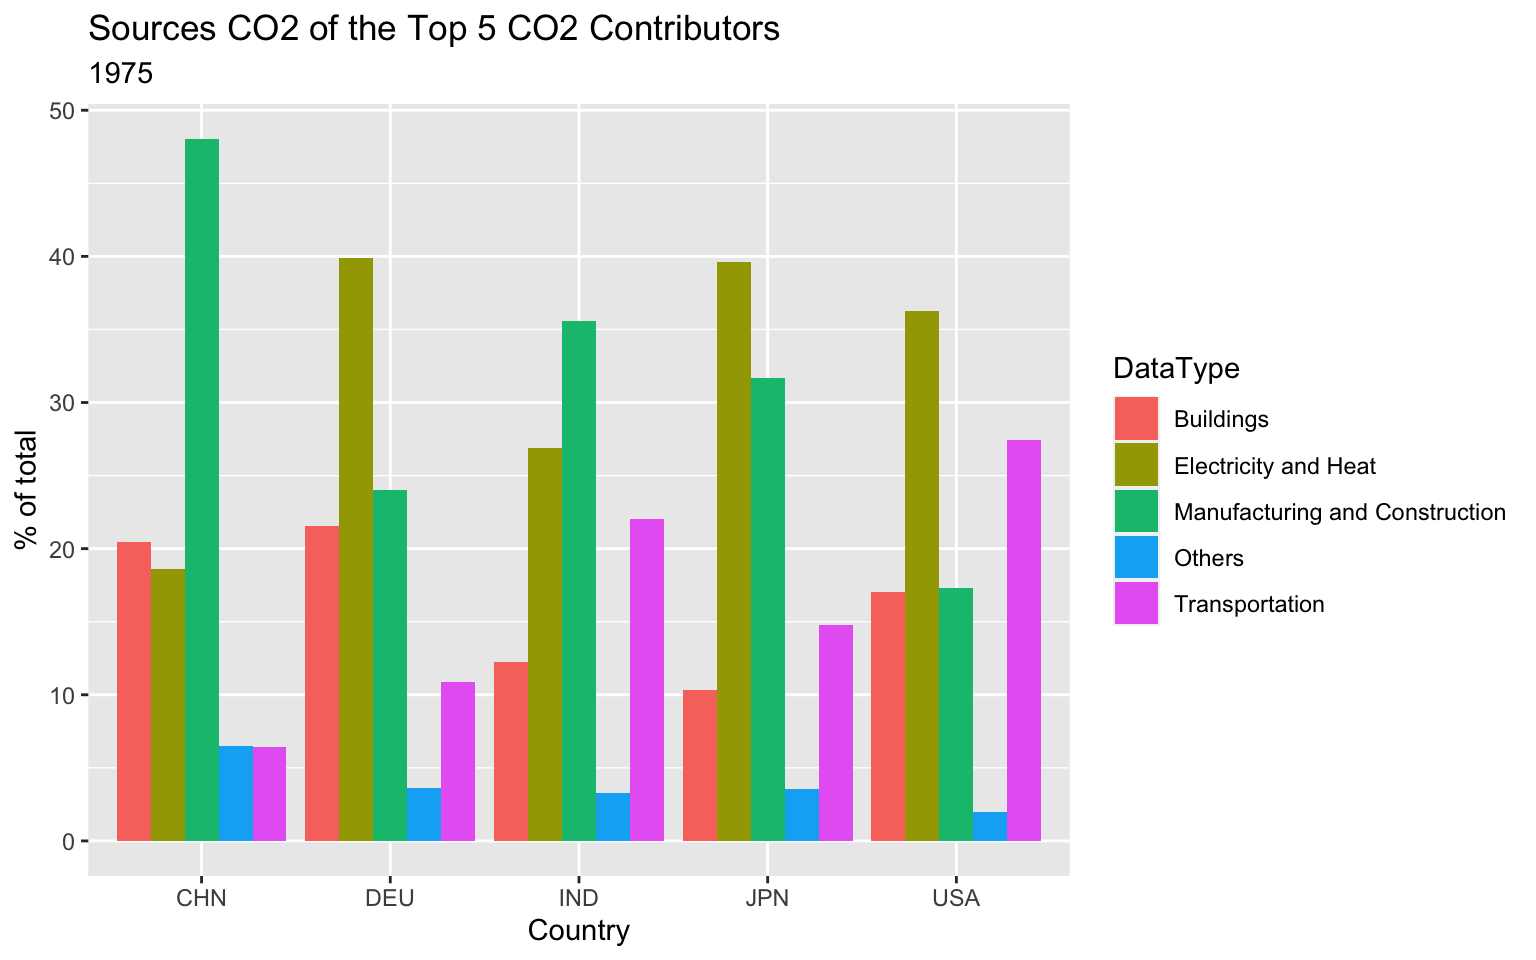 Sources CO2 of the Top 5 CO2 Contributors
1975
50
40
30
20
10
0
% of total
CHN DEU IND JPN USA
Country
DataType
Buildings
Electricity and Heat
Manufacturing and Construction
Others
Transportation